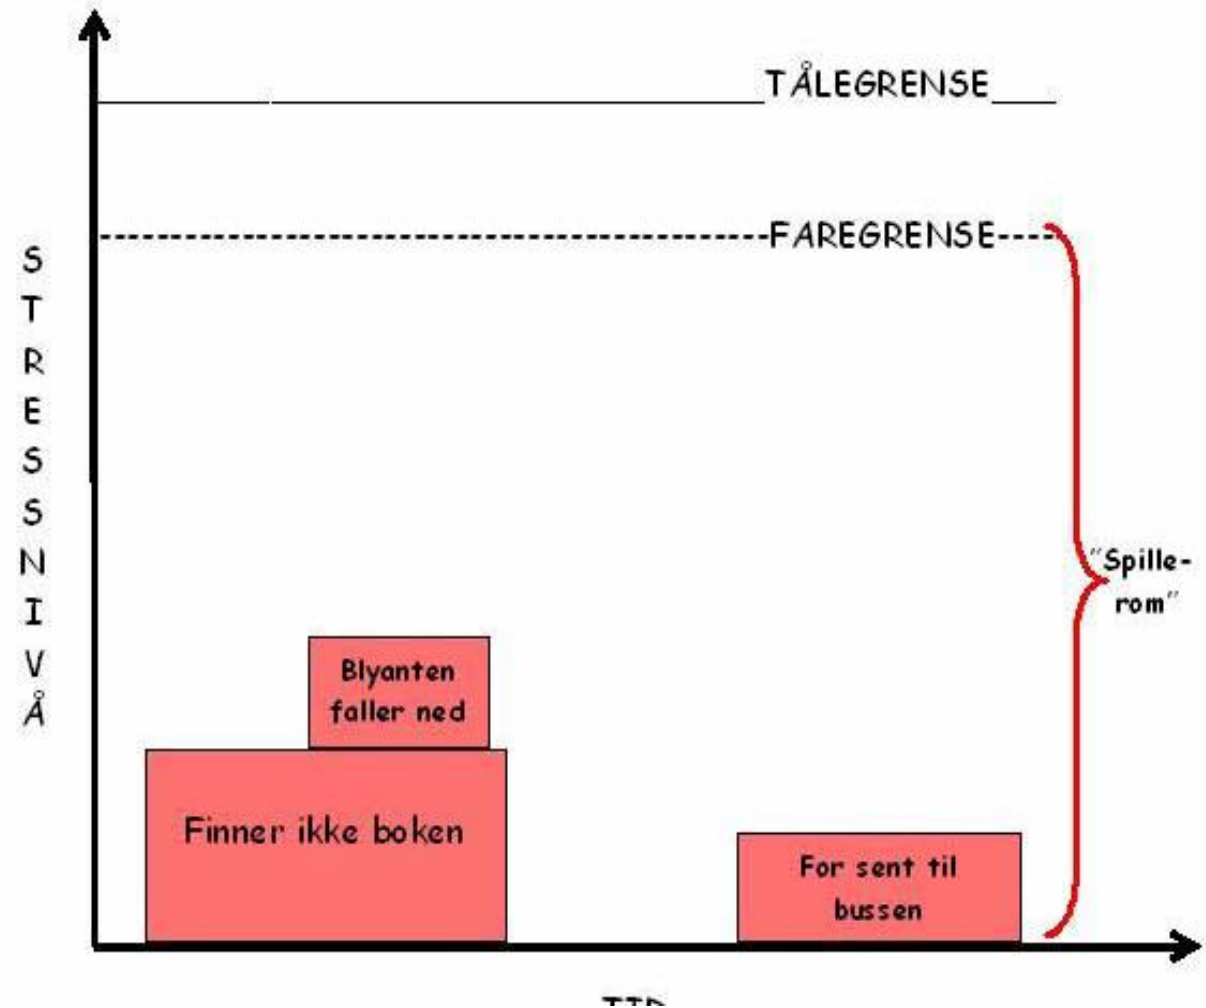 TÅLEGRENSE
FAREGRENSE
STRESSNIVÅ
"Spille-
rom"
Blyanten
faller ned
Finner ikke boken
For sent til
bussen
TID